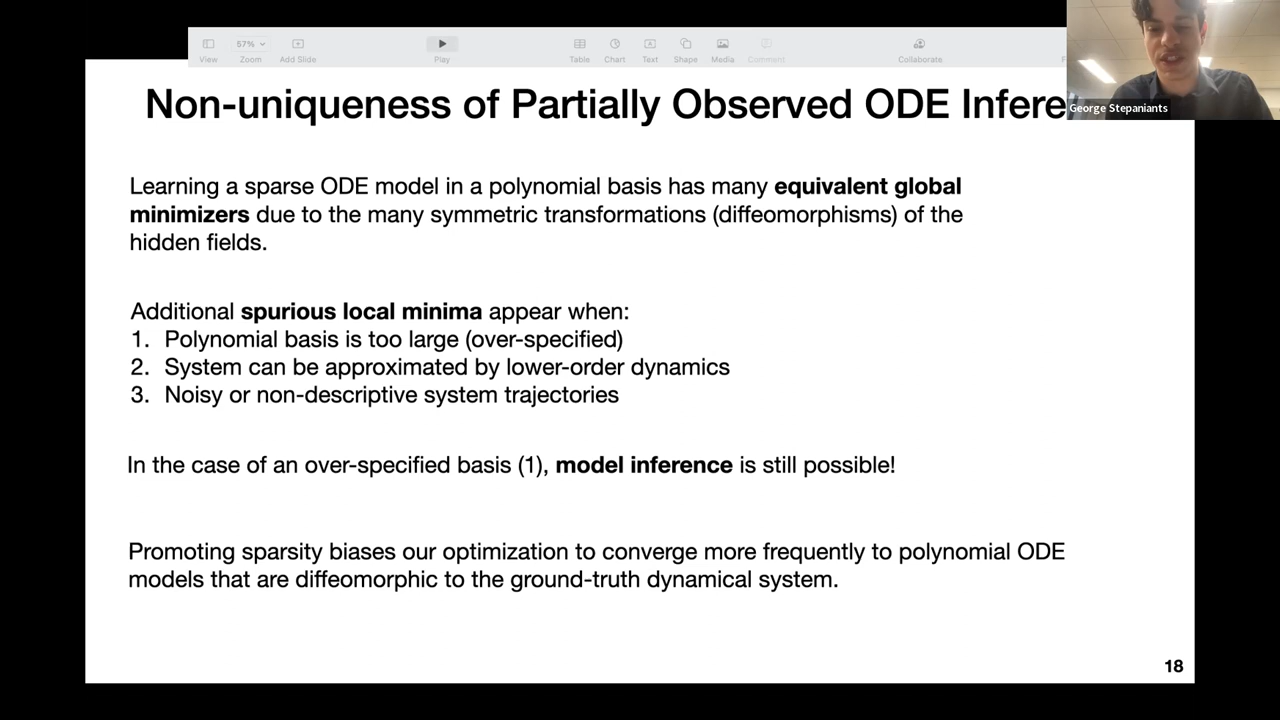 57%
View
Zoom
Add Slide
Play
Table
Chart
Text
Shape
Media
Comment
Collaborate
George Stepaniants
Non-uniqueness of Partially Observed ODE Infere
Learning a sparse ODE model in a polynomial basis has many equivalent global
minimizers due to the many symmetric transformations (diffeomorphisms) of the
hidden fields.
Additional spurious local minima appear when:
1. Polynomial basis is too large (over-specified)
2. System can be approximated by lower-order dynamics
3. Noisy or non-descriptive system trajectories
In the case of an over-specified basis (1), model inference is still possible!
Promoting sparsity biases our optimization to converge more frequently to polynomial ODE
models that are diffeomorphic to the ground-truth dynamical system.
18